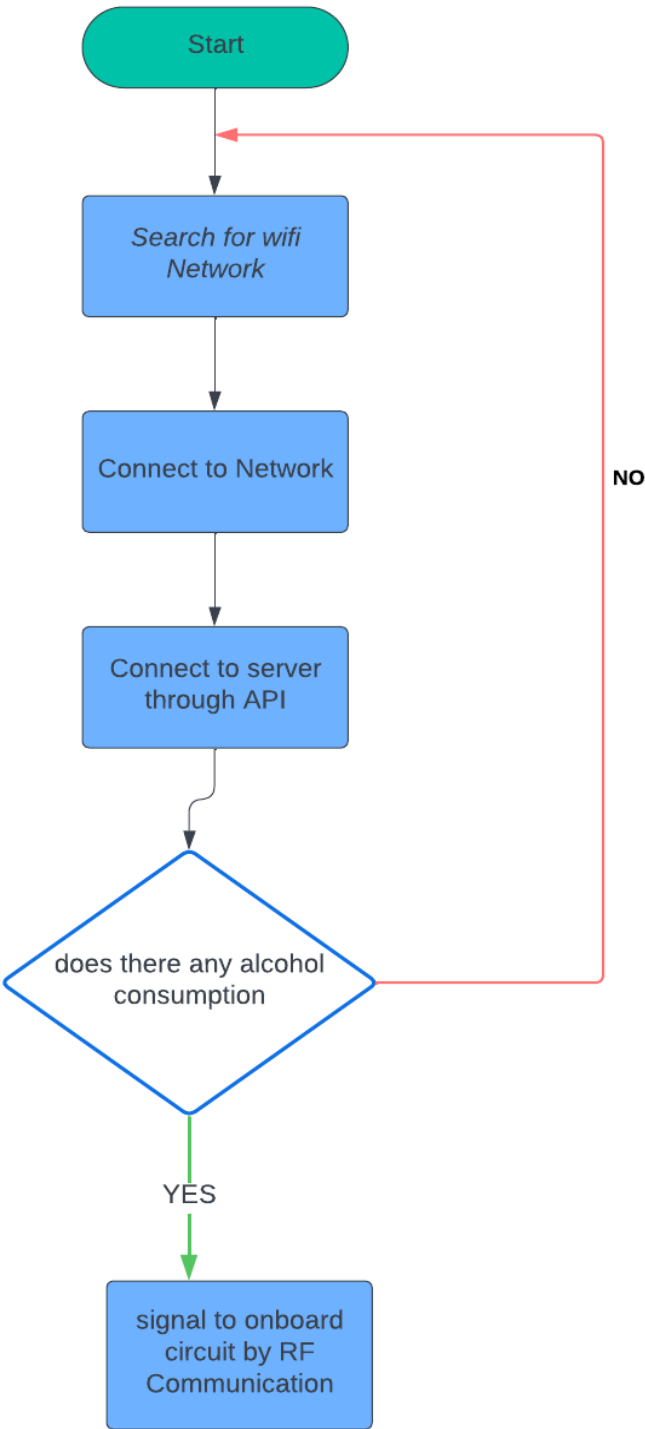 Start
Search for wifi
Network
Connect to Network
NO
Connect to server
through API
does there any alcohol
consumption
YES
signal to onboard
circuit by RF
Communication